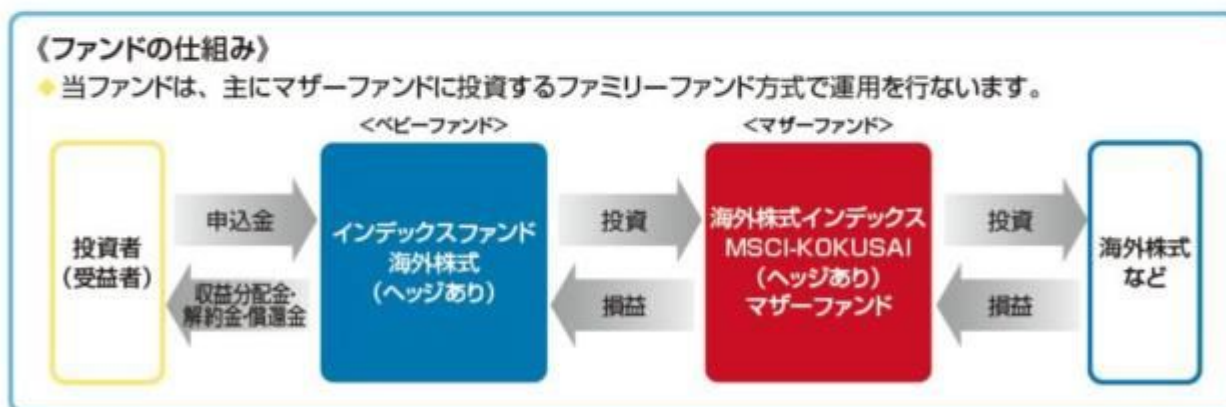 《ファンドの仕組み》
◆当ファンドは、主にマザーファンドに投資するファミリーファンド方式で運用を行ないます。
<ベビーファンド>
<マザーファンド>
投資者
(受益者)
申込金
収益分配金・
解約金・償還金
インデックスファンド
海外株式
(ヘッジあり)
投資
損益
海外株式インデックス
MSCI-KOKUSAI
(ヘッジあり)
マザーファンド
投資
損益
海外株式
など